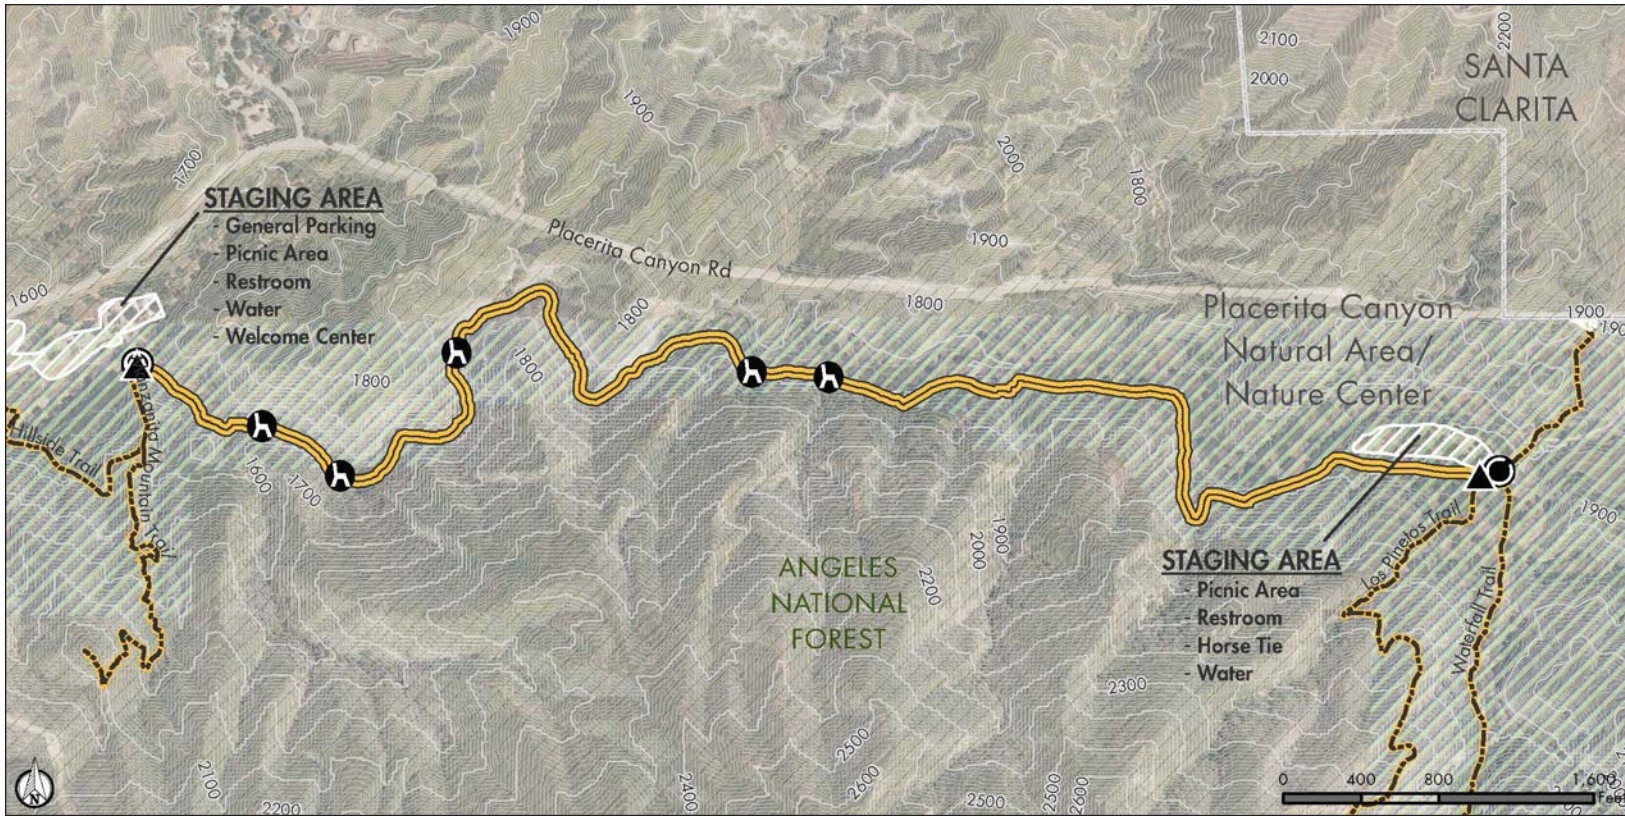 1900
2100
2200
2000
SANTA
CLARITA
1900
2000
1700
1800
STAGING AREA
- General Parking
- Picnic Area
- Restroom
- Water
- Welcome Center
Placerita Canyon Rd
1900
1600
1800
1800
1900
Placerita Canyon
Natural Area/
Nature Center
1800
1800
Hillside Trail
Manzanita Mountain Trail
1600
1700
1900
2000
1900
2200
ANGELES
NATIONAL
FOREST
STAGING AREA
- Picnic Area
- Restroom
- Horse Tie
- Water
Los Pinetos Trail
Waterfall Trail
2300
2500
2600
2100
2200
2400
2500
2500
2600
N
0 400 800 1,600
Feet